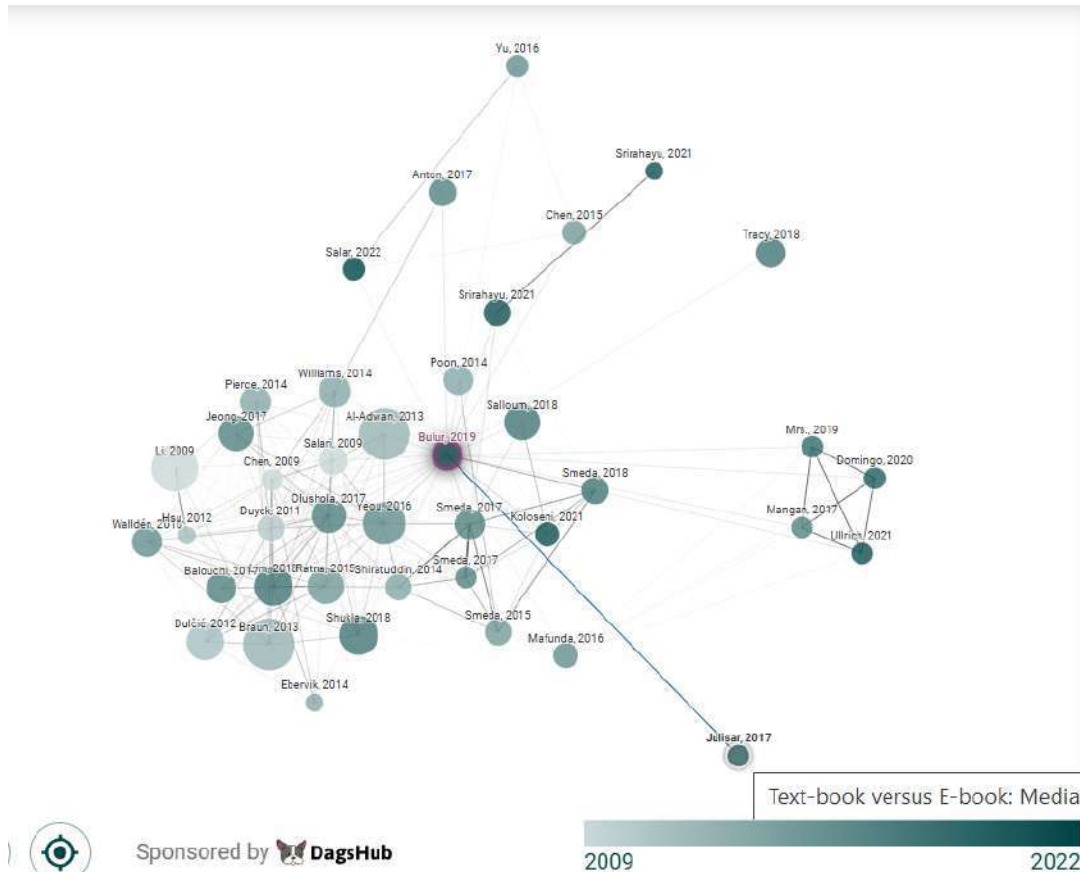 Yu, 2016
Srirahayu, 2021
Anton, 2017
Chen, 2015
Tracy, 2018
Salar, 2022
Srirahayu, 2021
Poon, 2014
Williams, 2014
Pierce, 2014
Jeong, 2017
Al-Adwan, 2013
Salloum, 2018
Bulur, 2019
Mrs., 2019
Salari, 2009
Li, 2009
Chen, 2009
Domingo, 2020
Smeda, 2018
Olushola, 2017
Yeou, 2016
Smeda, 2017
Mangan, 2017
Duyck, 2011
Hsu, 2012
Koloseni, 2021
Walldén,
Ullrich, 2021
Smeda, 2017
Balouchi, 2017
2018
Ratna, 2015
Shiratuddin, 2014
Smeda, 2015
Shukla, 2018
Dulčić, 2012
Braun, 2013
Mafunda, 2016
Ebervik, 2014
Julisar, 2017
Text-book versus E-book: Media
Sponsored by DagsHub
2009
2022